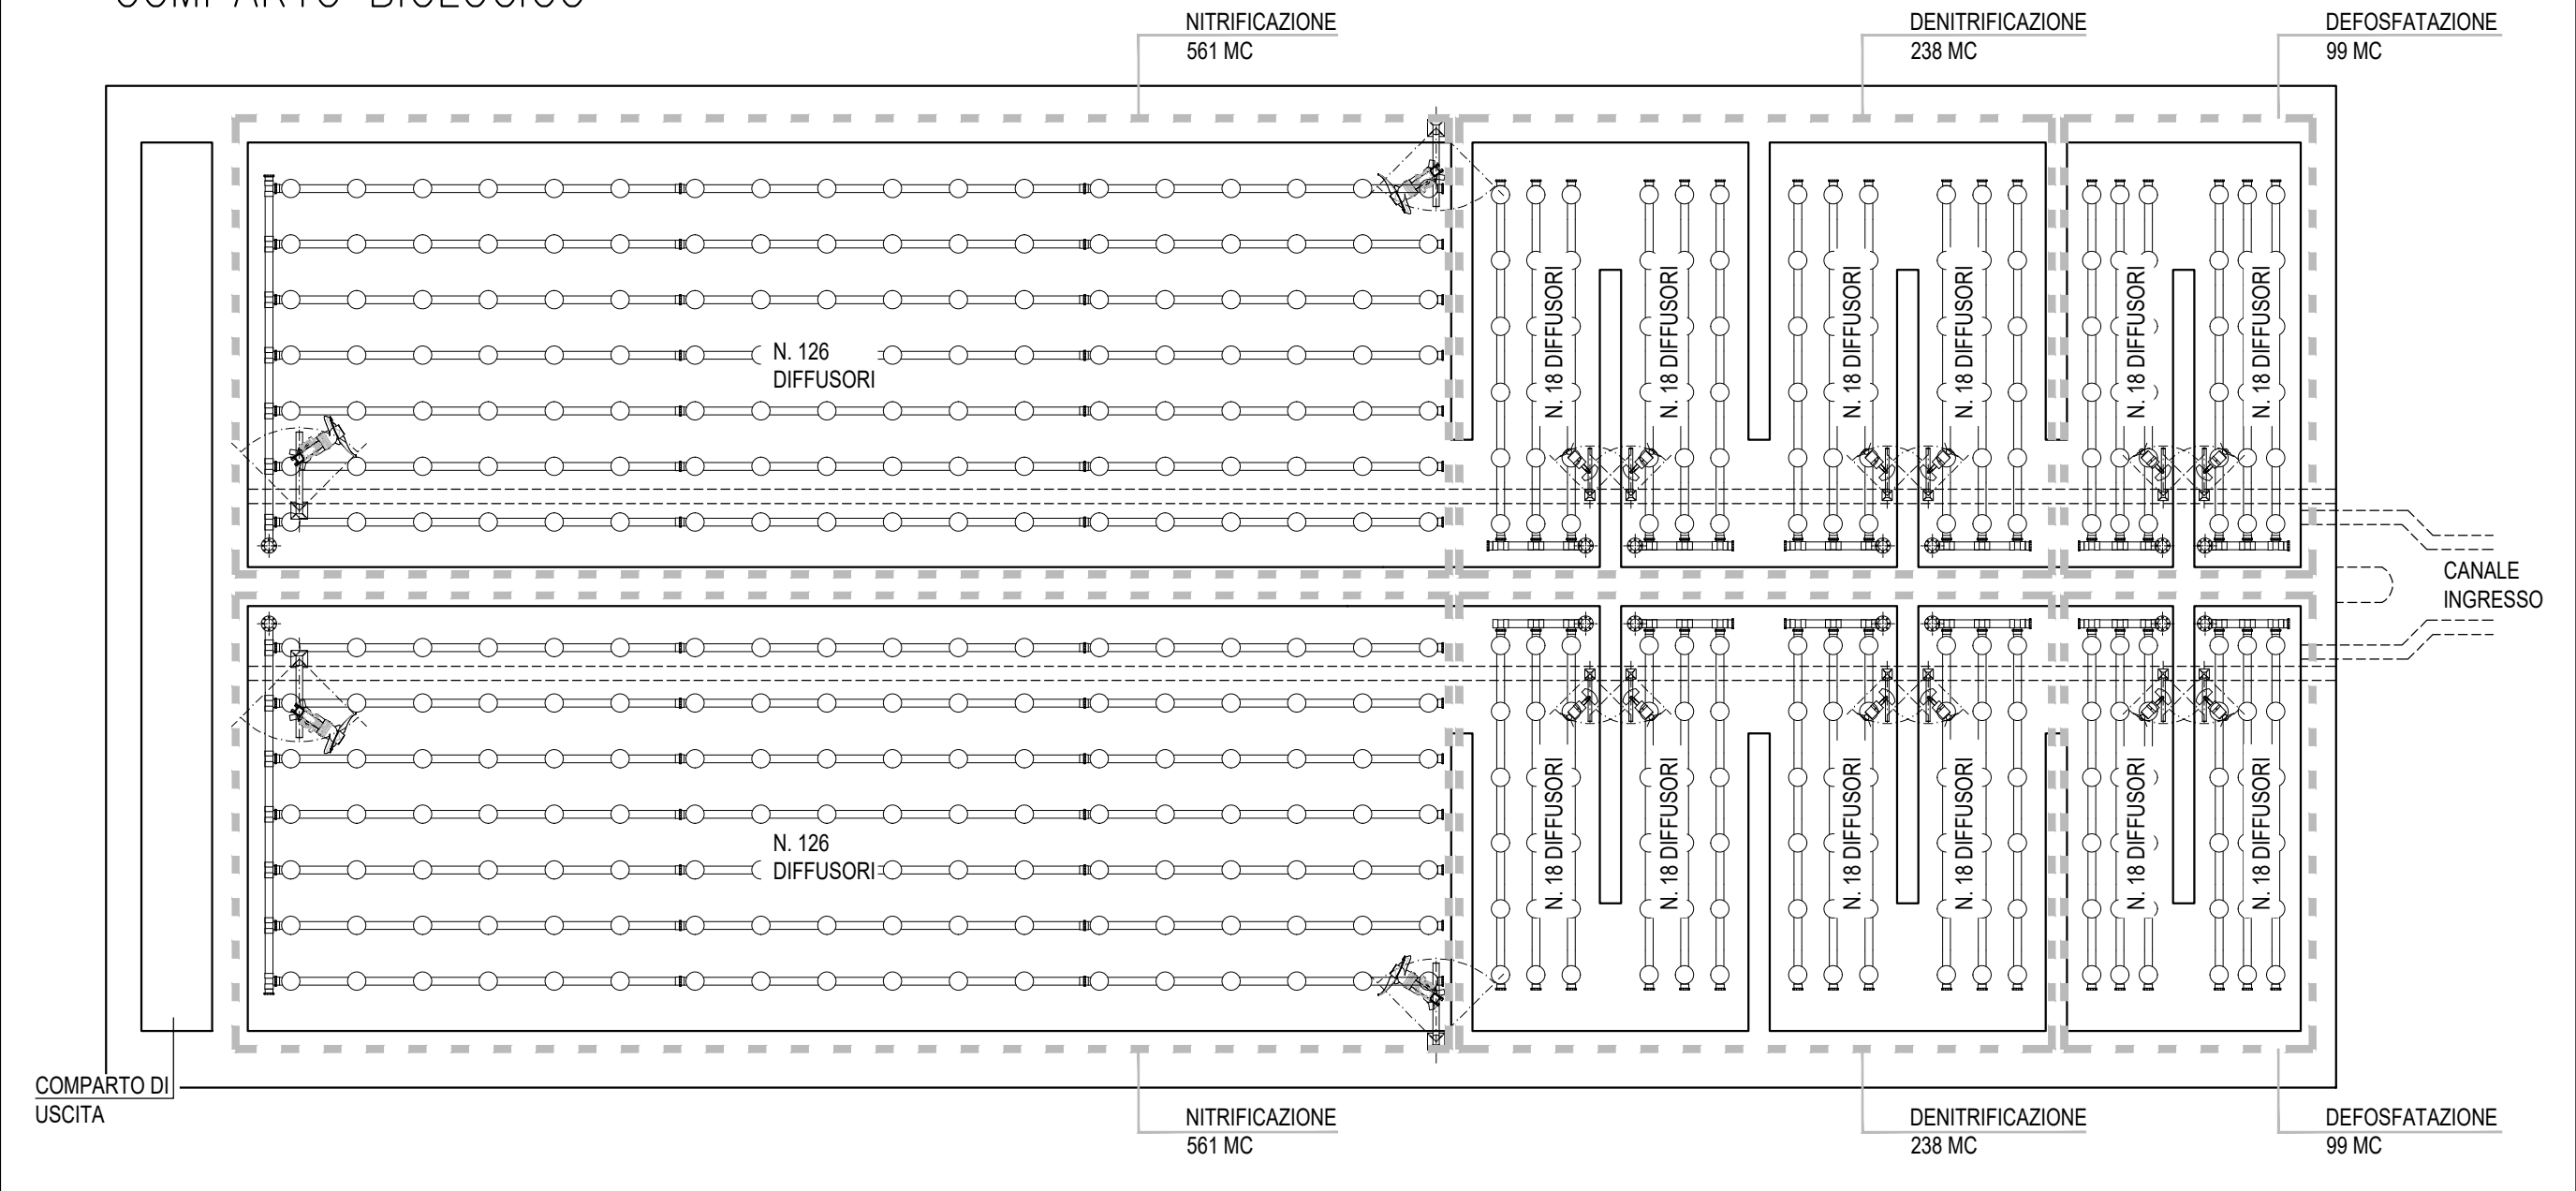 COMPARTO BIOLOGICO
NITRIFICAZIONE
561 MC
DENITRIFICAZIONE
238 MC
DEFOSFATAZIONE
99 MC
N. 126
DIFFUSORI
N. 18 DIFFUSORI
N. 18 DIFFUSORI
N. 18 DIFFUSORI
N. 18 DIFFUSORI
N. 18 DIFFUSORI
N. 18 DIFFUSORI
CANALE
INGRESSO
N. 126
DIFFUSORI
N. 18 DIFFUSORI
N. 18 DIFFUSORI
N. 18 DIFFUSORI
N. 18 DIFFUSORI
N. 18 DIFFUSORI
N. 18 DIFFUSORI
COMPARTO DI
USCITA
NITRIFICAZIONE
561 MC
DENITRIFICAZIONE
238 MC
DEFOSFATAZIONE
99 MC